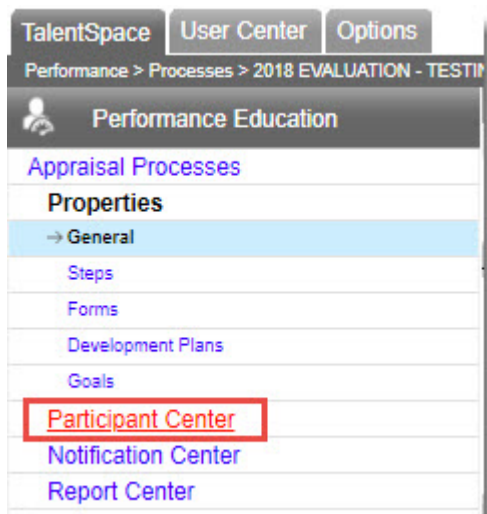 TalentSpace User Center Options
Performance > Processes > 2018 EVALUATION -
Performance Education
Appraisal Processes
Properties
→ General
Steps
Forms
Development Plans
Goals
Participant Center
Notification Center
Report Center